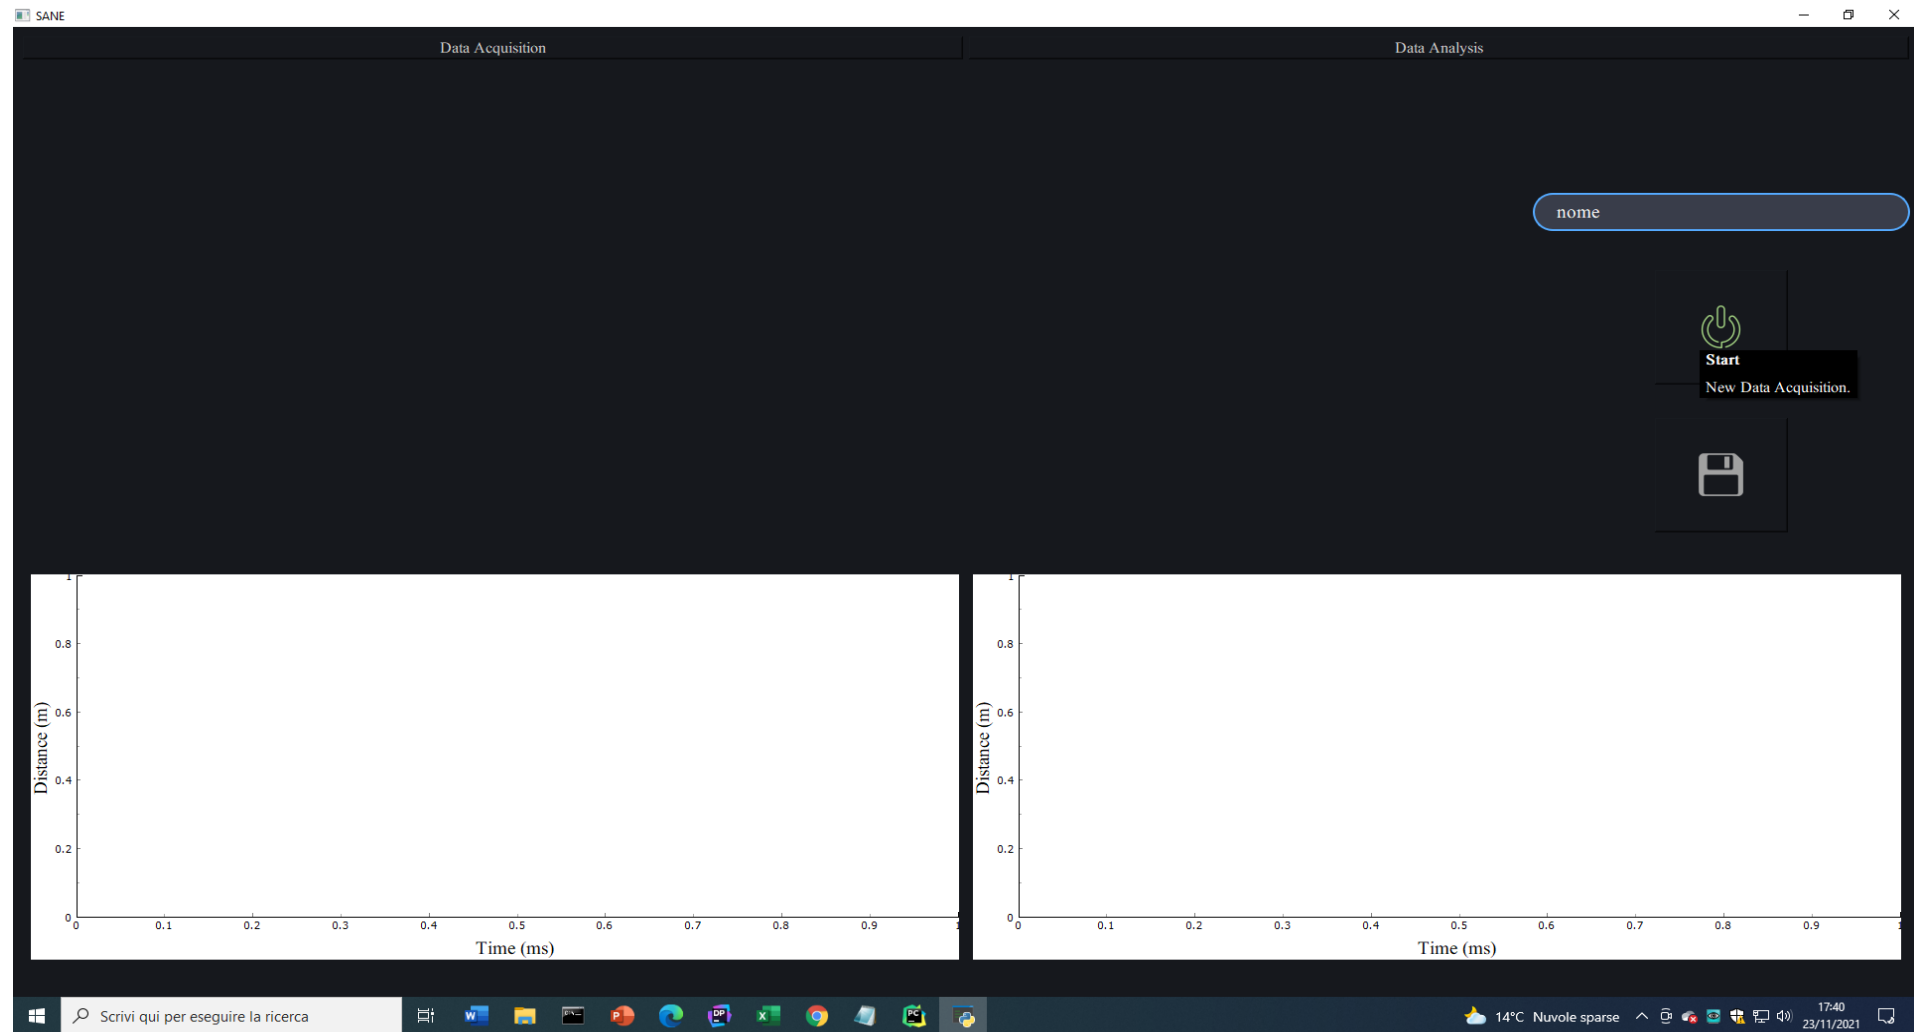 SANE
Data Acquisition
Data Analysis
nome
Start
New Data Acquisition.
1
0.8
0.6
0.4
0.2
0
Distance (m)
0
0.1
0.2
0.3
0.4
0.5
0.6
0.7
0.8
0.9
1
Time (ms)
1
0.8
0.6
0.4
0.2
0
Distance (m)
0
0.1
0.2
0.3
0.4
0.5
0.6
0.7
0.8
0.9
1
Time (ms)
Scrivi qui per eseguire la ricerca
W
C:\.
P
DP
X
PC
14°C Nuvole sparse
17:40
23/11/2021